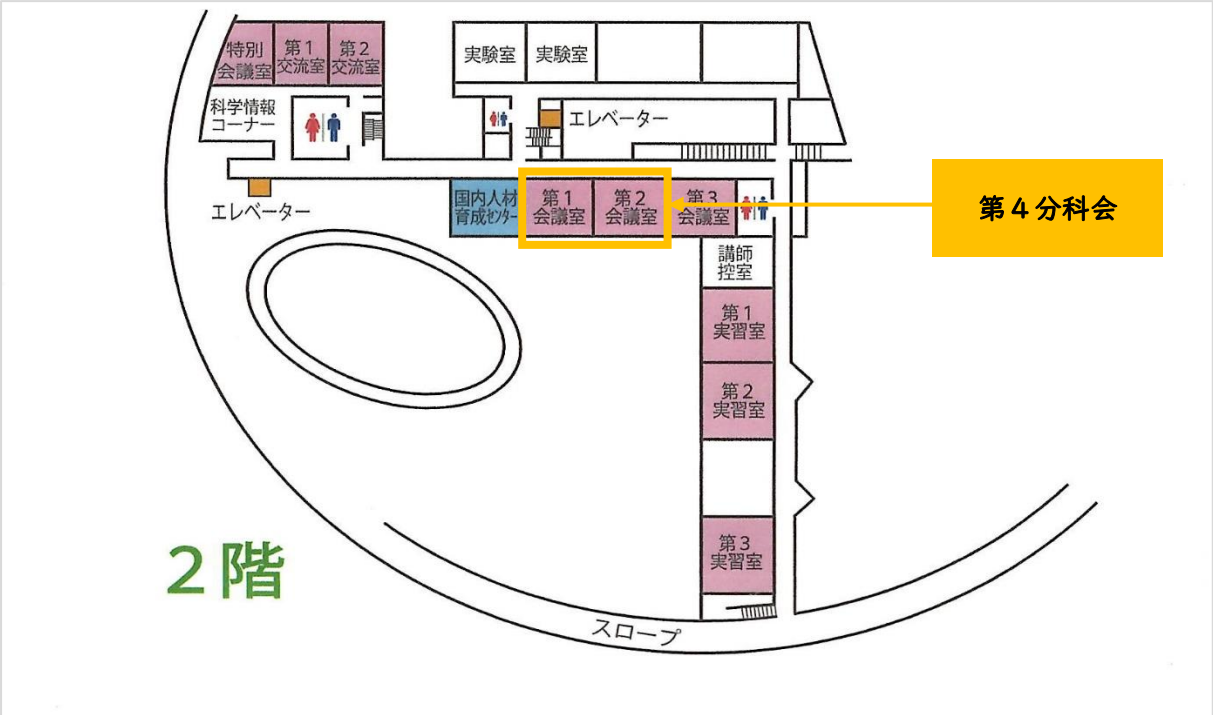 特別
会議室
第1
交流室
第2
交流室
実験室
実験室
科学情報
コーナー
エレベーター
エレベーター
国内人材
育成センター
第1
会議室
第2
会議室
第3
会議室
第４分科会
講師
控室
第1
実習室
第2
実習室
第3
実習室
2階
スロープ